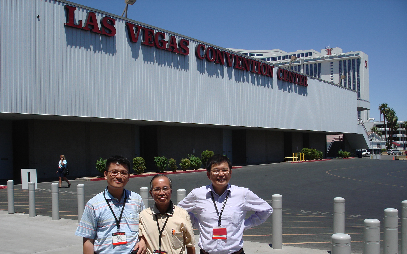 LAS VEGAS CONVENTION CENTER